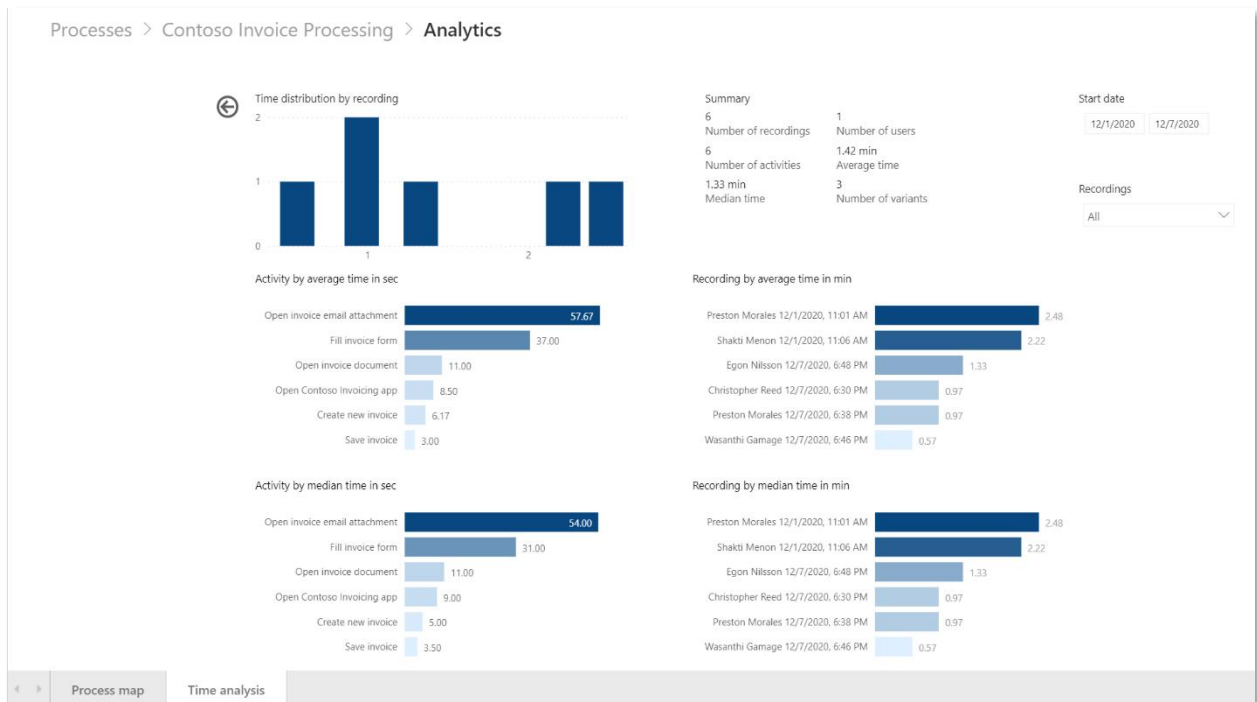 Processes > Contoso Invoice Processing > Analytics
Time distribution by recording
2
1
0
1 2
Summary
6 1
Number of recordings Number of users
6 1.42 min
Number of activities Average time
1.33 min 3
Median time Number of variants
Start date
12/1/2020 12/7/2020
Recordings
All
Activity by average time in sec
Open invoice email attachment 57.67
Fill invoice form 37.00
Open invoice document 11.00
Open Contoso Invoicing app 8.50
Create new invoice 6.17
Save invoice 3.00
Recording by average time in min
Preston Morales 12/1/2020, 11:01 AM 2.48
Shakti Menon 12/1/2020, 11:06 AM 2.22
Egon Nilsson 12/7/2020, 6:48 PM 1.33
Christopher Reed 12/7/2020, 6:30 PM 0.97
Preston Morales 12/7/2020, 6:38 PM 0.97
Wasanthi Gamage 12/7/2020, 6:46 PM 0.57
Activity by median time in sec
Open invoice email attachment 54.00
Fill invoice form 31.00
Open invoice document 11.00
Open Contoso Invoicing app 9.00
Create new invoice 5.00
Save invoice 3.50
Recording by median time in min
Preston Morales 12/1/2020, 11:01 AM 2.48
Shakti Menon 12/1/2020, 11:06 AM 2.22
Egon Nilsson 12/7/2020, 6:48 PM 1.33
Christopher Reed 12/7/2020, 6:30 PM 0.97
Preston Morales 12/7/2020, 6:38 PM 0.97
Wasanthi Gamage 12/7/2020, 6:46 PM 0.57
Process map Time analysis